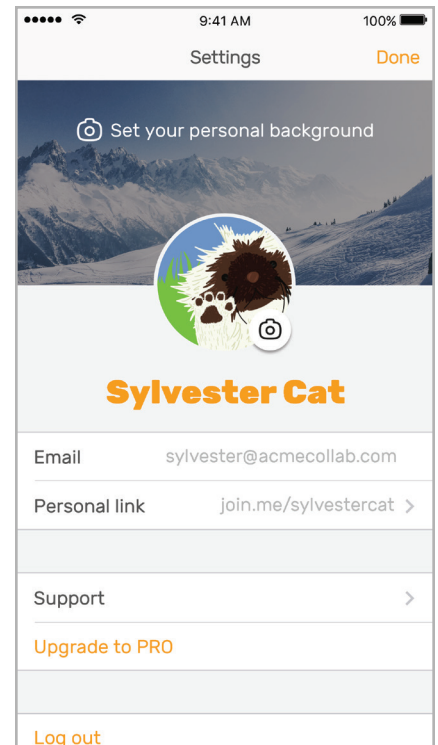 9:41 AM 100%
Settings Done
Set your personal background
Sylvester Cat
Email sylvester@acmecollab.com
Personal link join.me/sylvestercat
Support
Upgrade to PRO
Log out